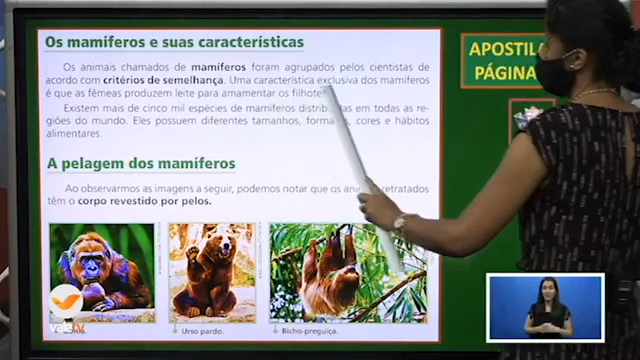 Os mamíferos e suas características
Os animais chamados de mamíferos foram agrupados pelos cientistas de
acordo com critérios de semelhança. Uma característica exclusiva dos mamíferos
é que as fêmeas produzem leite para amamentar os
Existem mais de cinco mil espécies de mamíferos em todas as re-
giões do mundo. Eles possuem diferentes tamanhos, cores e hábitos
alimentares.
A pelagem dos mamíferos
Ao observarmos as imagens a seguir, podemos notar que os retratados
têm o corpo revestido por pelos.
Urso pardo.
Bicho-preguiça.
vale tv
APOSTILA
PÁGINA